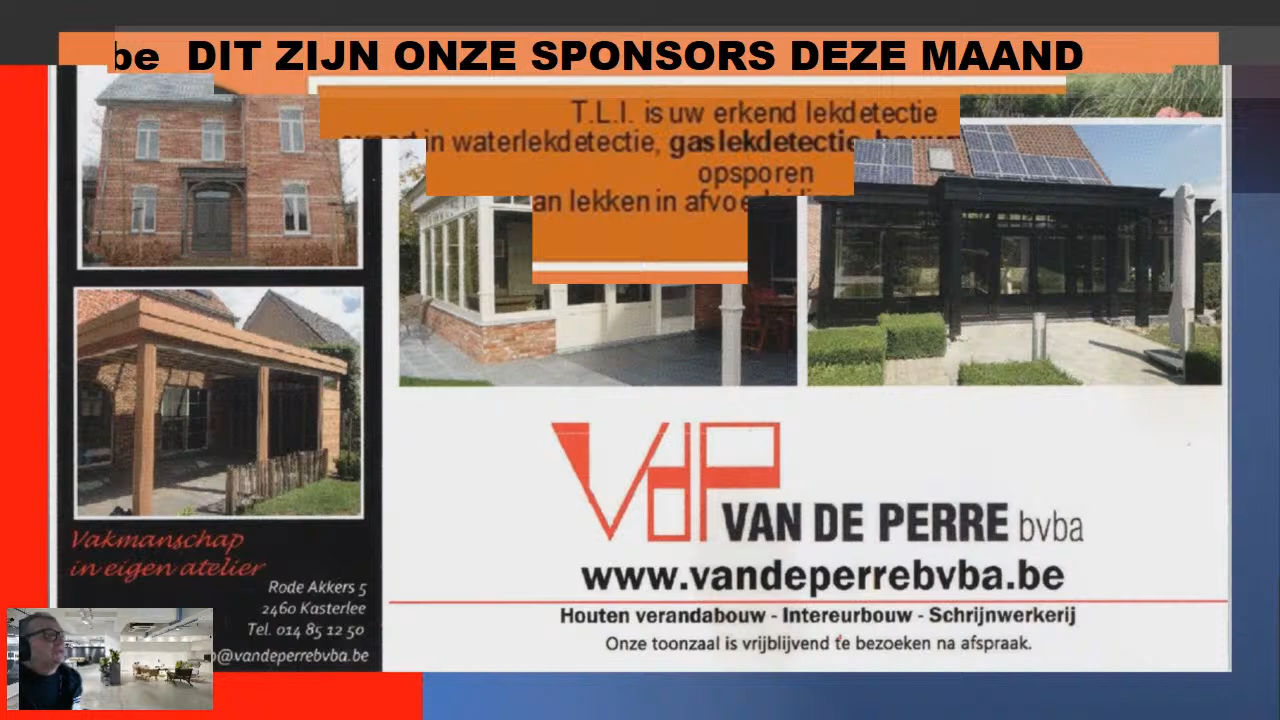 be DIT ZIJN ONZE SPONSORS DEZE MAAND
T.L.I. is uw erkend lekdetectie
in waterlekdetectie, gaslekdetectie,
opsporen
an lekken in
VdP VAN DE PERRE bvba
www.vandeperrebvba.be
Houten verandabouw - Intereurbouw - Schrijnwerkerij
Onze toonzaal is vrijblijvend te bezoeken na afspraak.
Vakmanschap
in eigen atelier
Rode Akkers 5
2460 Kasterlee
Tel. 014 85 12 50
@vandeperrebvba.be